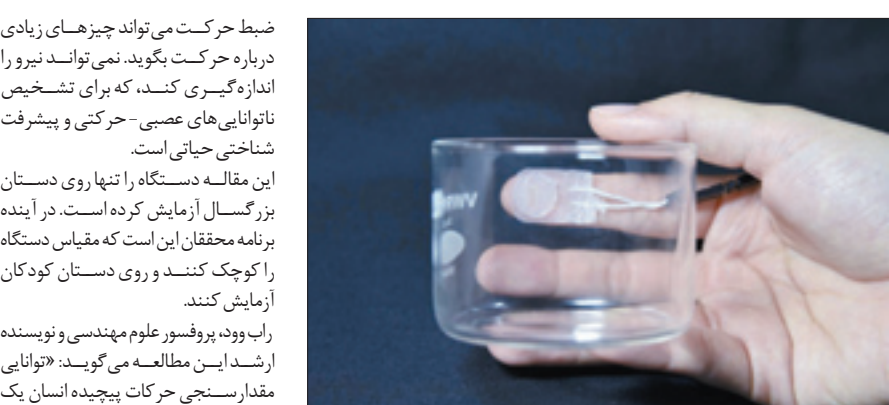 ضبط حرکت می‌تواند چیزهای زیادی
درباره حرکت بگوید. نمی‌تواند نیرو را
اندازه‌گیری کند، که برای تشخیص
ناتوانایی‌های عصبی - حرکتی و پیشرفت
شناختی حیاتی است.
این مقاله دستگاه را تنها روی دستان
بزرگسال آزمایش کرده است. در آینده
برنامه محققان این است که مقیاس دستگاه
را کوچک کنند و روی دستان کودکان
آزمایش کنند.
راب وود، پروفسور علوم مهندسی و نویسنده
ارشد این مطالعه می‌گوید: «توانایی
مقدارسنجی حرکات پیچیده انسان یک
VWR